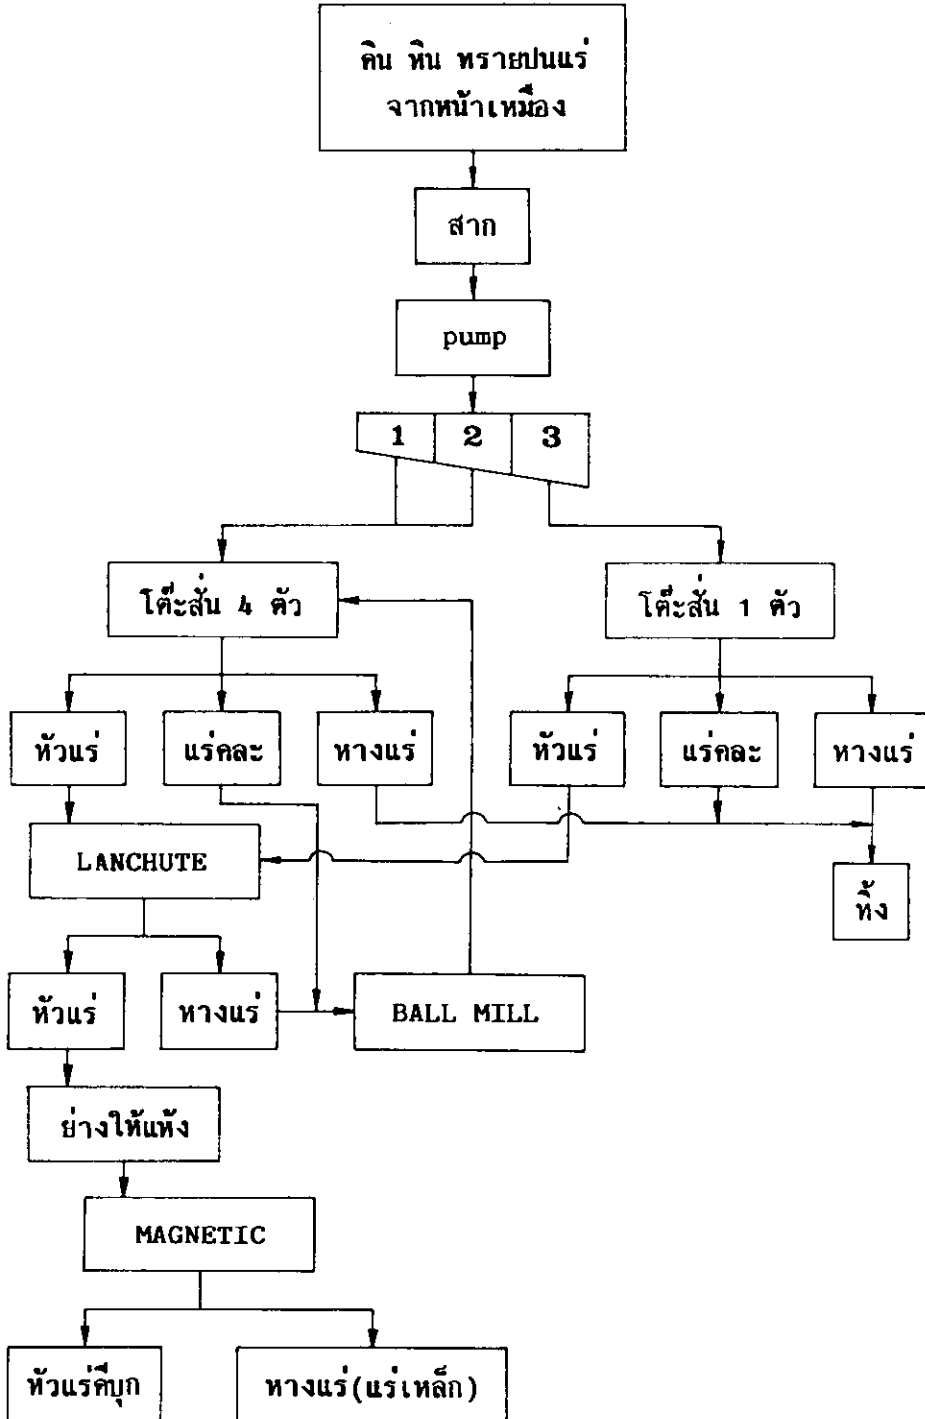 ดิน หิน ทรายปนแร่
จากหน้าเหมือง
สาก
pump
1 2 3
โต๊ะสั่น 4 ตัว
โต๊ะสั่น 1 ตัว
หัวแร่ แร่คละ หางแร่ หัวแร่ แร่คละ หางแร่
LANCHUTE
ทิ้ง
หัวแร่ หางแร่ BALL MILL
ย่างให้แห้ง
MAGNETIC
หัวแร่ดีบุก หางแร่(แร่เหล็ก)